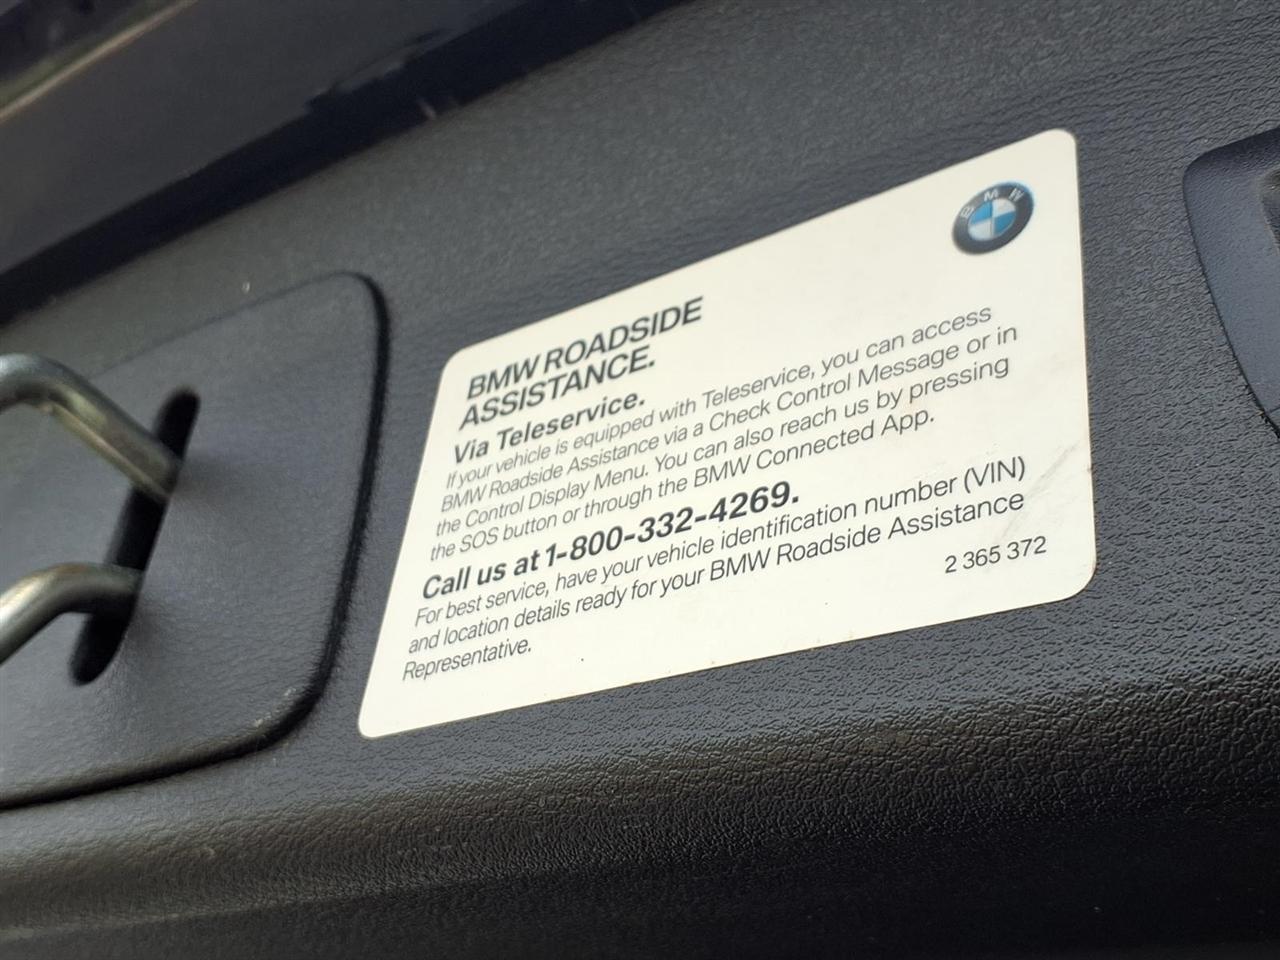 BMW
BMW ROADSIDE
ASSISTANCE.
Via Teleservice.
If your vehicle is equipped with Teleservice, you can access
BMW Roadside Assistance via a Check Control Message or in
the Control Display Menu. You can also reach us by pressing
the SOS button or through the BMW Connected App.
Call us at 1-800-332-4269.
For best service, have your vehicle identification number (VIN)
and location details ready for your BMW Roadside Assistance
Representative.
2 365 372